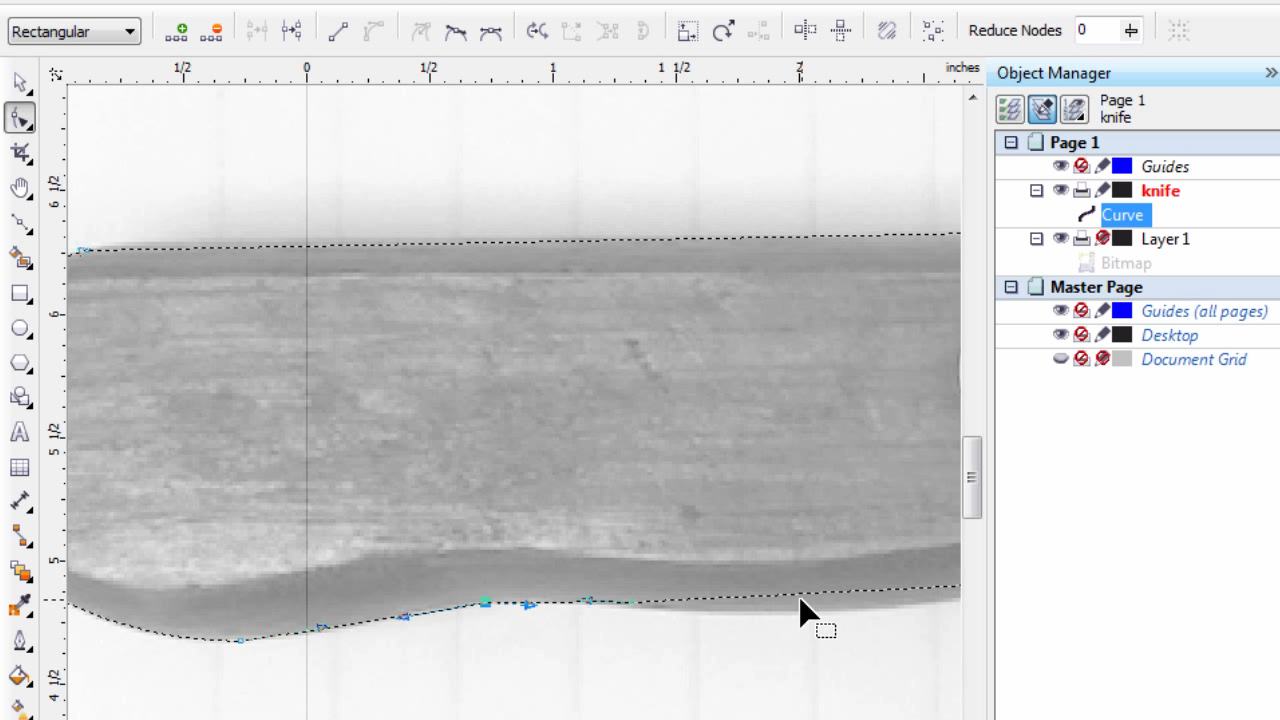 Rectangular
Reduce Nodes 0
1/2 0 1/2 1 1 1/2 2 inches
6 1/2
6
5 1/2
5
4 1/2
Object Manager
Page 1
knife
Page 1
Guides
knife
Curve
Layer 1
Bitmap
Master Page
Guides (all pages)
Desktop
Document Grid